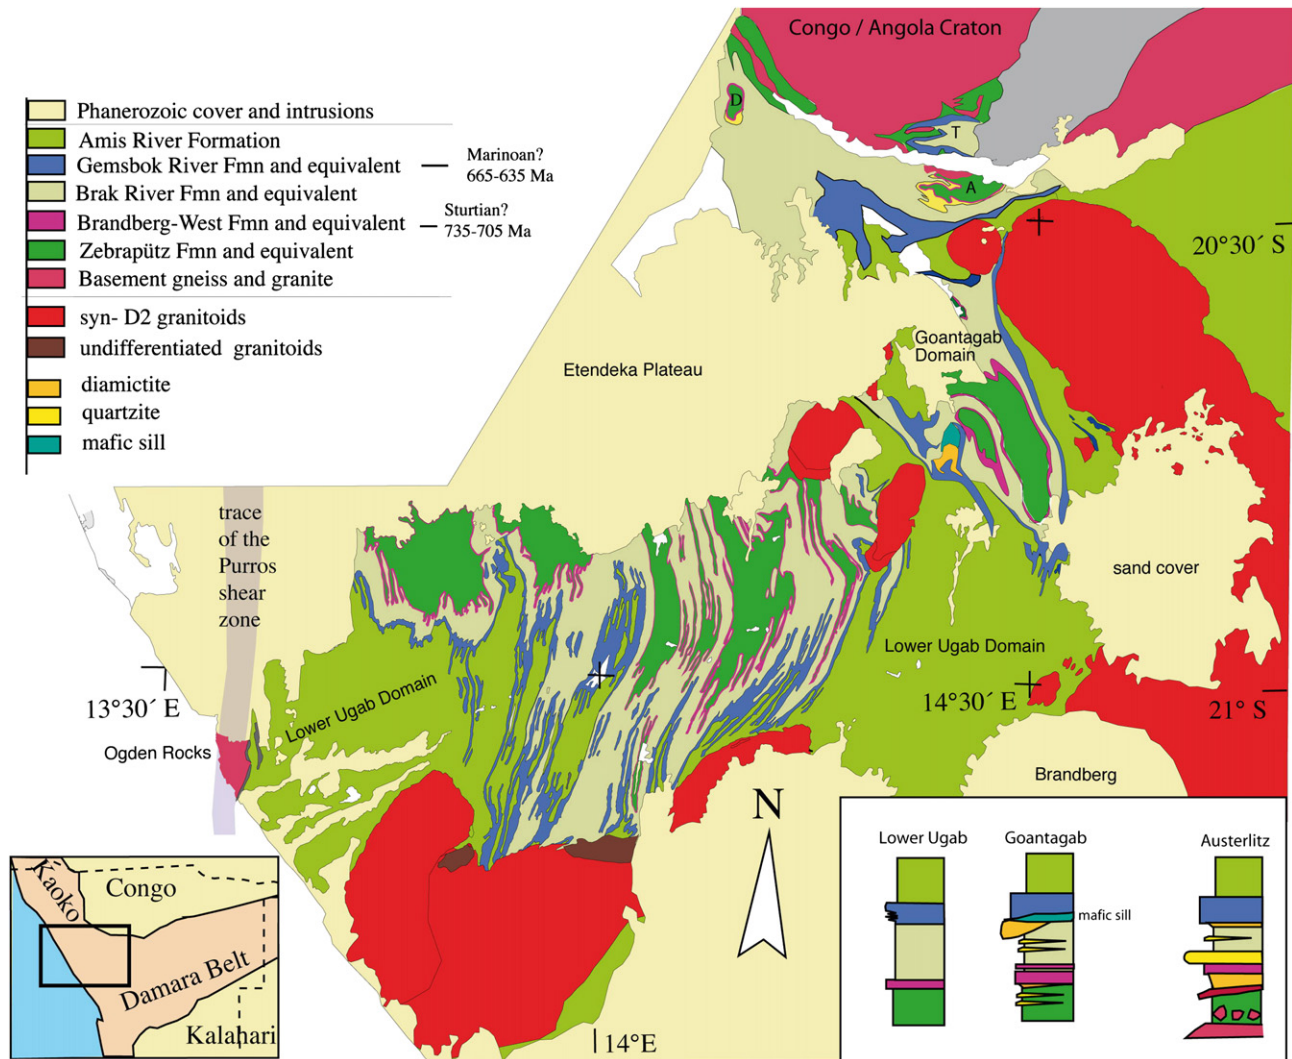 Congo / Angola Craton
Phanerozoic cover and intrusions
Amis River Formation
Gemsbok River Fmn and equivalent
Marinoan?
665-635 Ma
Brak River Fmn and equivalent
Brandberg-West Fmn and equivalent
Sturtian?
735-705 Ma
Zebrapütz Fmn and equivalent
Basement gneiss and granite
syn- D2 granitoids
undifferentiated granitoids
diamictite
quartzite
mafic sill
D
T
A
20°30´ S
Goantagab
Domain
Etendeka Plateau
trace
of the
Purros
shear
zone
sand cover
Lower Ugab Domain
Lower Ugab Domain
13°30´ E
14°30´ E
21° S
Ogden Rocks
Brandberg
N
Kaoko
Congo
Damara Belt
Kalahari
14°E
Lower Ugab
Goantagab
Austerlitz
mafic sill